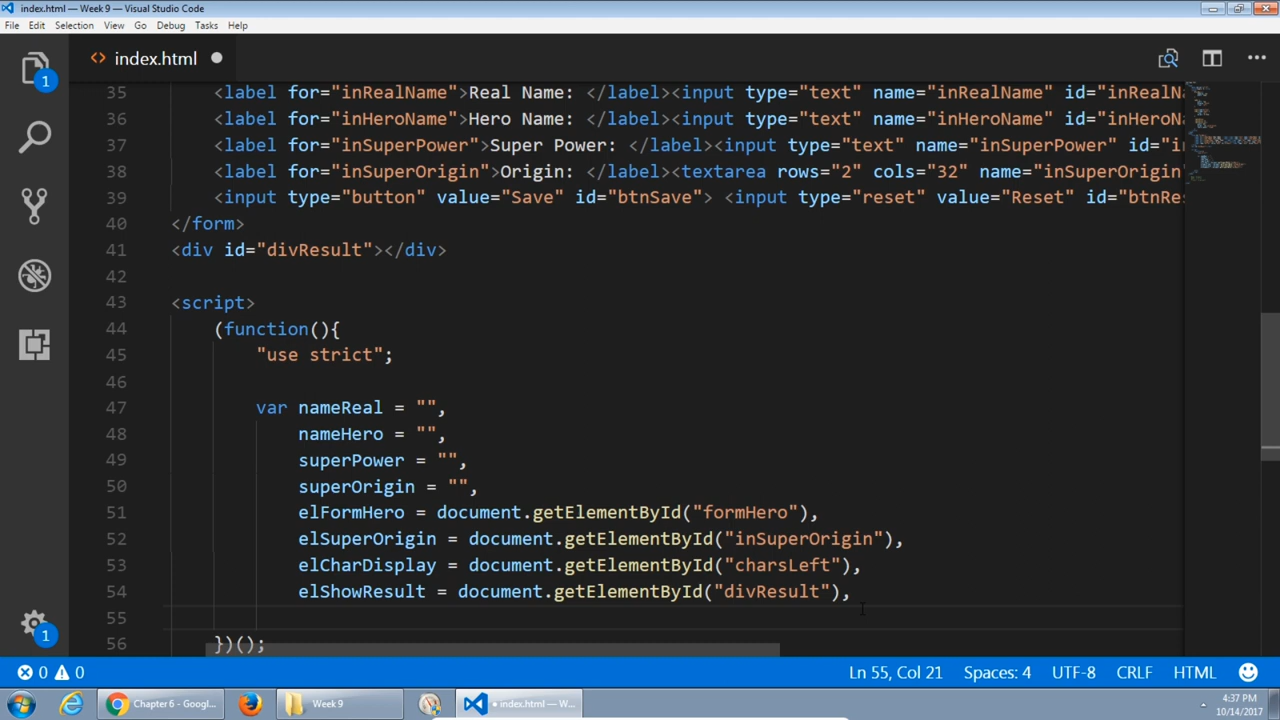 index.html — Week 9 — Visual Studio Code
File Edit Selection View Go Debug Tasks Help
<> index.html
1
35 <label for="inRealName">Real Name: </label><input type="text" name="inRealName" id="inRealNa
36 <label for="inHeroName">Hero Name: </label><input type="text" name="inHeroName" id="inHeroNa
37 <label for="inSuperPower">Super Power: </label><input type="text" name="inSuperPower" id="in
38 <label for="inSuperOrigin">Origin: </label><textarea rows="2" cols="32" name="inSuperOrigin"
39 <input type="button" value="Save" id="btnSave"> <input type="reset" value="Reset" id="btnRes
40 </form>
41 <div id="divResult"></div>
42
43 <script>
44 (function(){
45 "use strict";
46
47 var nameReal = "",
48 nameHero = "",
49 superPower = "",
50 superOrigin = "",
51 elFormHero = document.getElementById("formHero"),
52 elSuperOrigin = document.getElementById("inSuperOrigin"),
53 elCharDisplay = document.getElementById("charsLeft"),
54 elShowResult = document.getElementById("divResult"),
55
56 })();
1
0 0 Ln 55, Col 21 Spaces: 4 UTF-8 CRLF HTML
Chapter 6 - Googl... Week 9 • index.html — W... 4:37 PM
10/14/2017